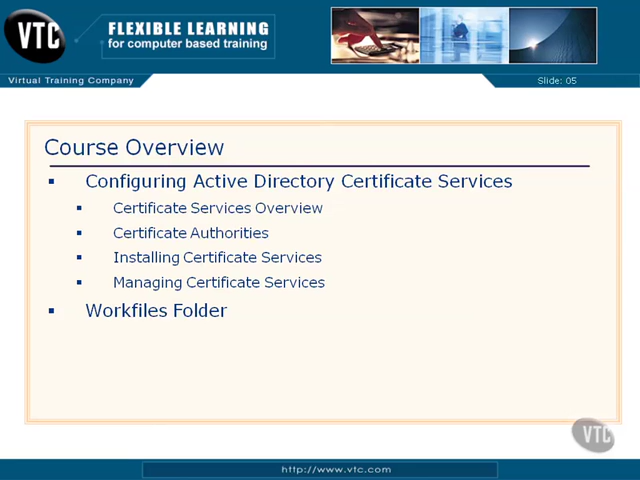 VTC
FLEXIBLE LEARNING
for computer based training
Virtual Training Company
Slide: 05
Course Overview
Configuring Active Directory Certificate Services
Certificate Services Overview
Certificate Authorities
Installing Certificate Services
Managing Certificate Services
Workfiles Folder
VTC
http://www.vtc.com